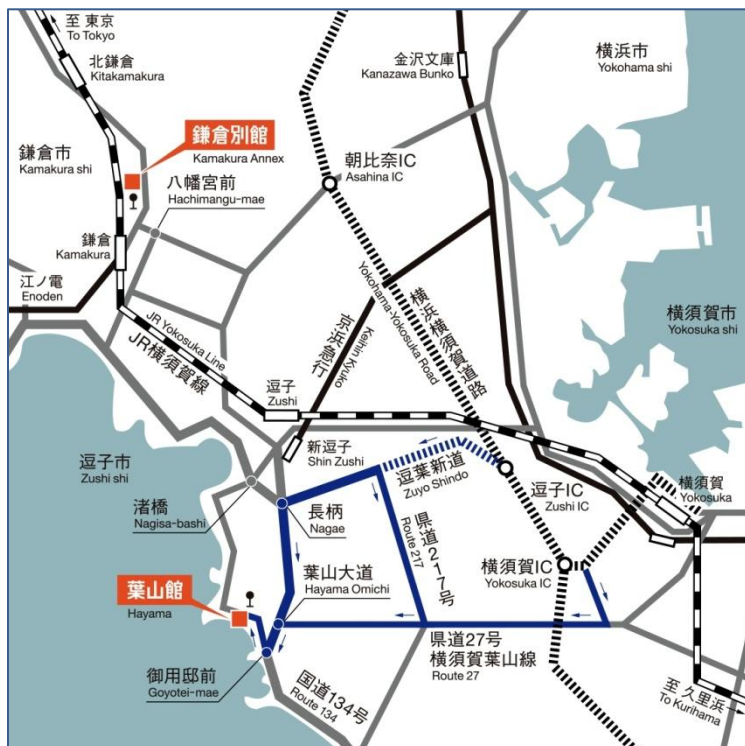 至 東京
To Tokyo
北鎌倉
Kitakamakura
金沢文庫
Kanazawa Bunko
横浜市
Yokohama shi
鎌倉別館
Kamakura Annex
鎌倉市
Kamakura shi
朝比奈IC
Asahina IC
八幡宮前
Hachimangu-mae
鎌倉
Kamakura
江ノ電
Enoden
横須賀市
Yokosuka shi
JR Yokosuka Line
JR横須賀線
京浜急行
Keiin Kyuko
横浜横須賀道路
Yokohama-Yokosuka Road
逗子
Zushi
新逗子
Shin Zushi
逗子市
Zushi shi
渚橋
Nagisa-bashi
長柄
Nagae
逗葉新道
Zuyo Shindo
逗子IC
Zushi IC
横須賀
Yokosuka
県道217号
Route 217
横須賀IC
Yokosuka IC
葉山大道
Hayama Omichi
葉山館
Hayama
県道27号
横須賀葉山線
Route 27
御用邸前
Goyotei-mae
国道134号
Route 134
至 久里浜
To Kurihama